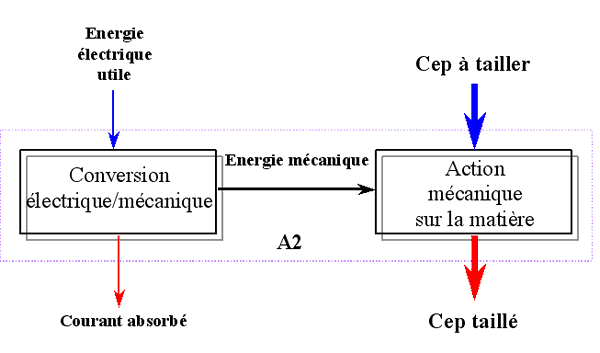 Energie
électrique
utile
Cep à tailler
Energie mécanique
Conversion
électrique/mécanique
Action
mécanique
sur la matière
A2
Courant absorbé
Cep taillé